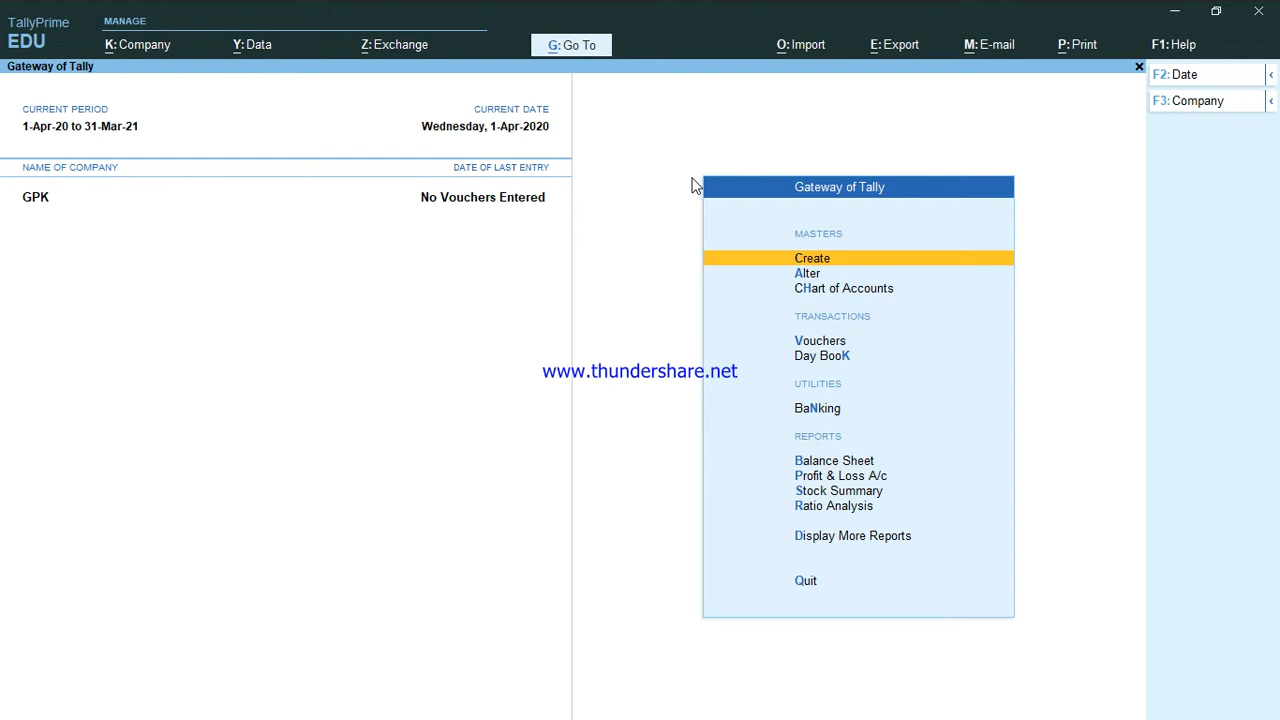 TallyPrime
EDU
MANAGE
K: Company
Y: Data
Z: Exchange
G: Go To
O: Import
E: Export
M: E-mail
P: Print
F1: Help
Gateway of Tally
F2: Date
F3: Company
CURRENT PERIOD
CURRENT DATE
1-Apr-20 to 31-Mar-21
Wednesday, 1-Apr-2020
NAME OF COMPANY
DATE OF LAST ENTRY
GPK
No Vouchers Entered
Gateway of Tally
MASTERS
Create
Alter
CHart of Accounts
TRANSACTIONS
Vouchers
Day BooK
www.thundershare.net
UTILITIES
BaNking
REPORTS
Balance Sheet
Profit & Loss A/c
Stock Summary
Ratio Analysis
Display More Reports
Quit